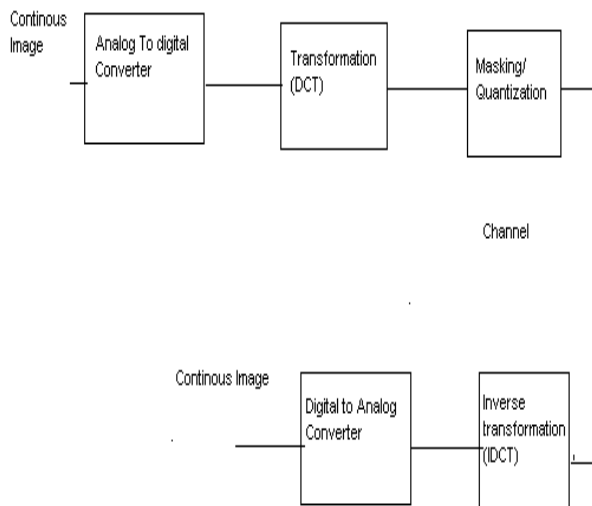 Continous
Image
Analog To digital
Converter
Transformation
(DCT)
Masking/
Quantization
Channel
Continous Image
Digital to Analog
Converter
Inverse
transformation
(IDCT)